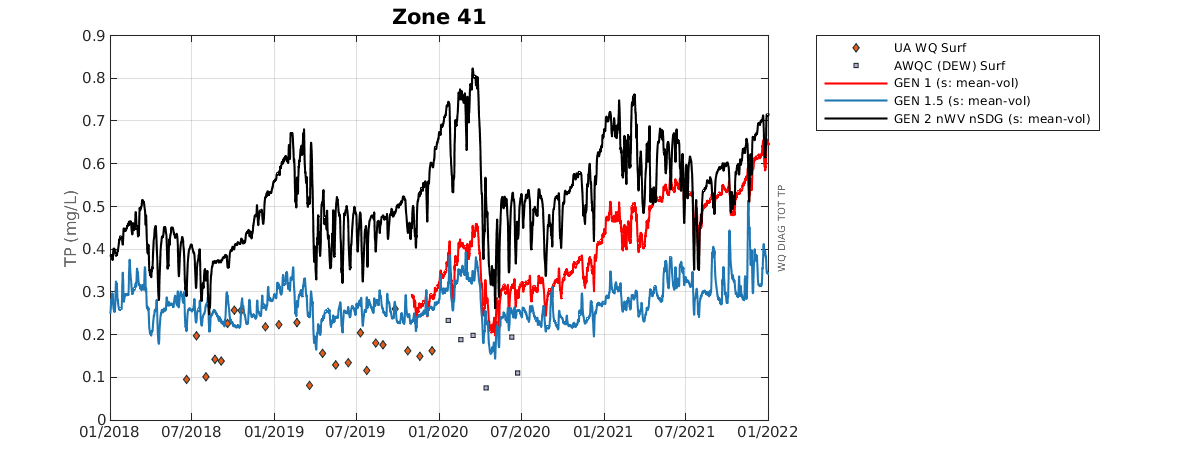 Zone 41
0.9
0.8
0.7
0.6
0.5
0.4
0.3
0.2
0.1
0
TP (mg/L)
01/2018 07/2018 01/2019 07/2019 01/2020 07/2020 01/2021 07/2021 01/2022
WQ DIAG TOT TP
UA WQ Surf
AWQC (DEW) Surf
GEN 1 (s: mean-vol)
GEN 1.5 (s: mean-vol)
GEN 2 nWV nSDG (s: mean-vol)